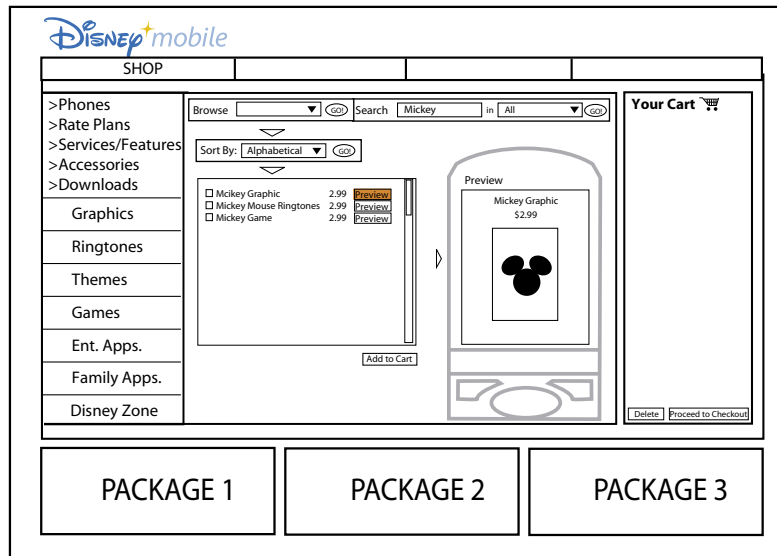 Disney mobile
SHOP
>Phones
>Rate Plans
>Services/Features
>Accessories
>Downloads
Graphics
Ringtones
Themes
Games
Ent. Apps.
Family Apps.
Disney Zone
Browse GO! Search Mickey in All GO!
Sort By: Alphabetical GO!
Mcikey Graphic 2.99 Preview
Mickey Mouse Ringtones 2.99 Preview
Mickey Game 2.99 Preview
Add to Cart
Preview
Mickey Graphic
$2.99
Your Cart
Delete Proceed to Checkout
PACKAGE 1 PACKAGE 2 PACKAGE 3